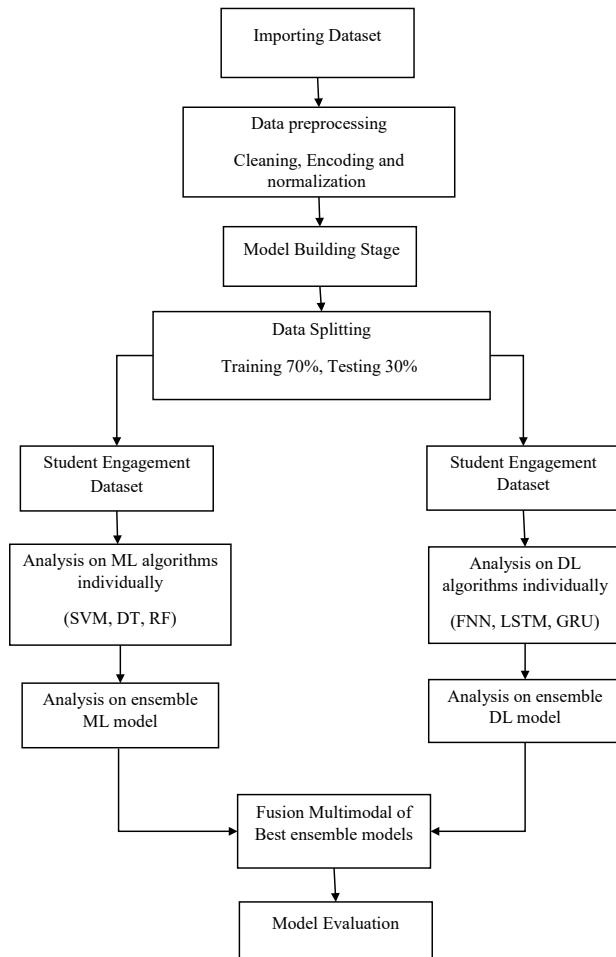 Importing Dataset
Data preprocessing
Cleaning, Encoding and
normalization
Model Building Stage
Data Splitting
Training 70%, Testing 30%
Student Engagement
Dataset
Student Engagement
Dataset
Analysis on ML algorithms
individually
(SVM, DT, RF)
Analysis on DL
algorithms individually
(FNN, LSTM, GRU)
Analysis on ensemble
ML model
Analysis on ensemble
DL model
Fusion Multimodal of
Best ensemble models
Model Evaluation